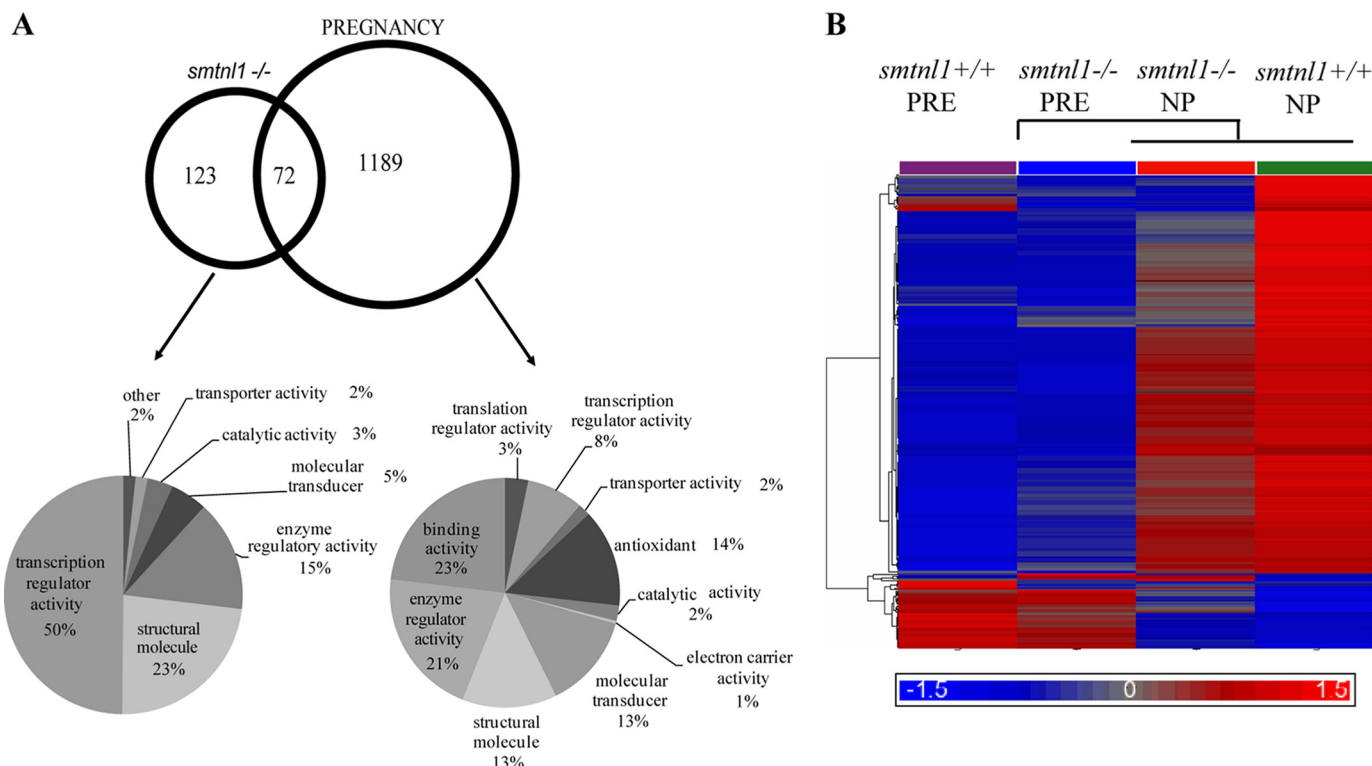 A
PREGNANCY
smtnl1 -/-
123
72
1189
other
2%
transporter activity 2%
catalytic activity 3%
molecular
transducer 5%
enzyme
regulatory activity
15%
transcription
regulator
activity
50%
structural
molecule
23%
translation
regulator activity
3%
transcription
regulator activity
8%
transporter activity 2%
antioxidant 14%
catalytic activity
2%
electron carrier
activity
1%
molecular
transducer
13%
structural
molecule
13%
enzyme
regulator
activity
21%
binding
activity
23%
B
smtnl1+/+ smtnl1-/- smtnl1-/- smtnl1+/+
PRE PRE NP NP
-1.5 0 1.5